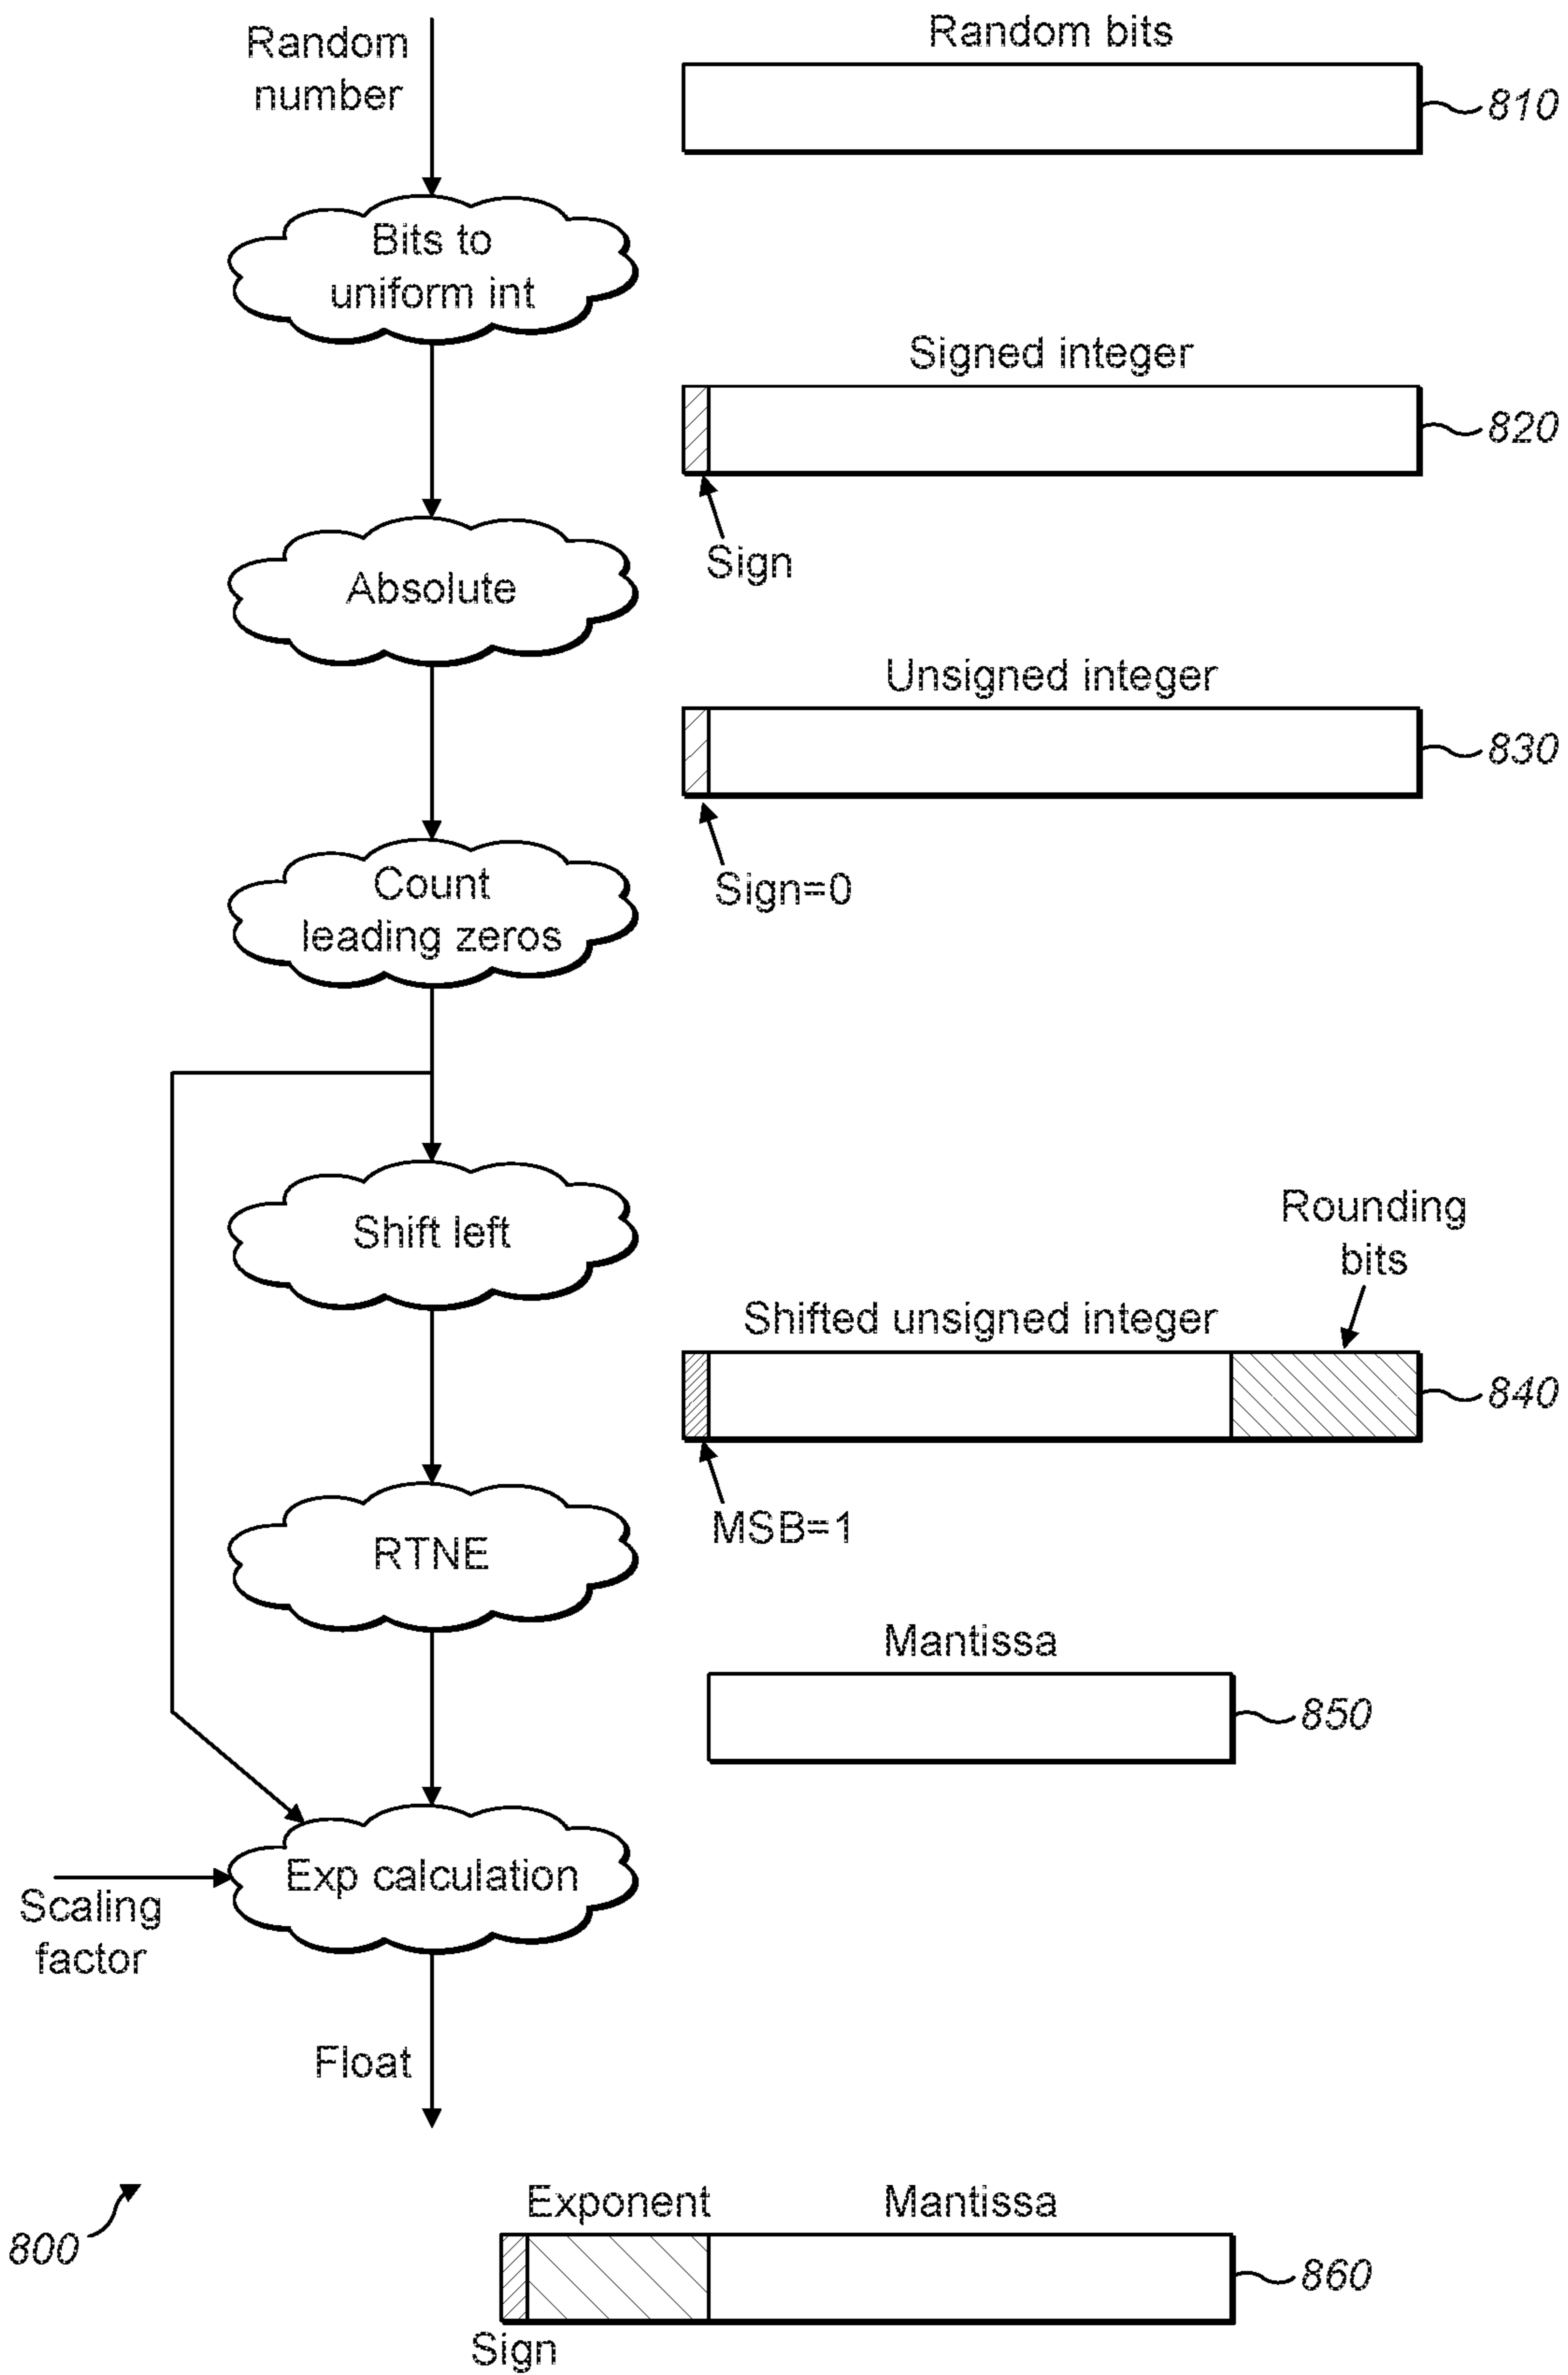 Random
number
Random bits
810
Bits to
uniform int
Signed integer
820
Sign
Absolute
Unsigned integer
830
Sign=0
Count
leading zeros
Shift left
Rounding
bits
Shifted unsigned integer
840
MSB=1
RTNE
Mantissa
850
Exp calculation
Scaling
factor
Float
800
Exponent
Mantissa
860
Sign